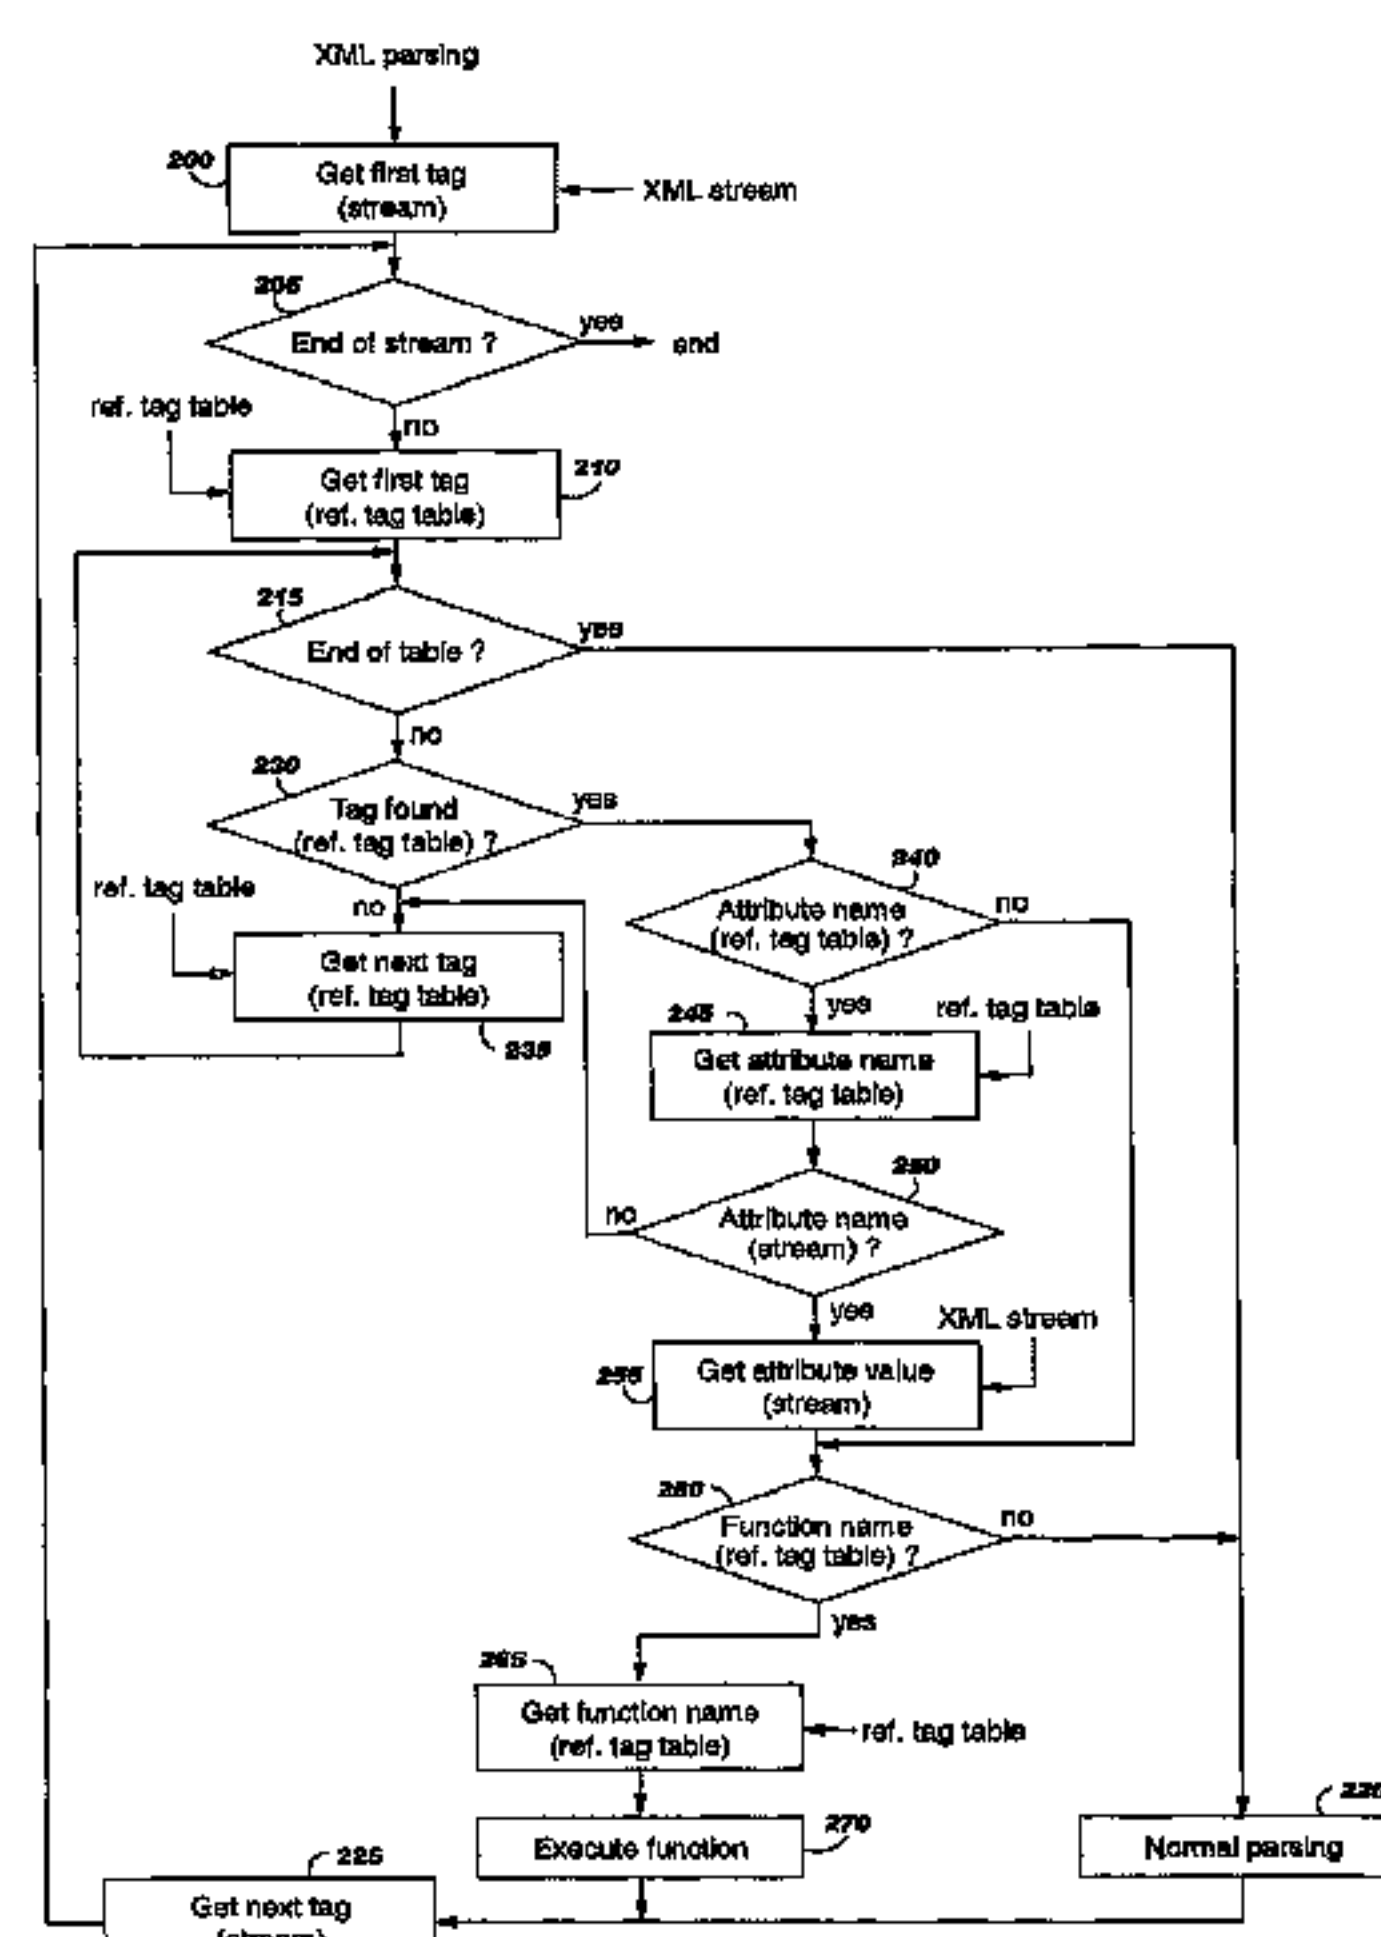 XML parsing
200
Get first tag
(stream)
XML stream
205
End of stream ?
yes
end
ref. tag table
no
Get first tag
(ref. tag table)
210
215
End of table ?
yes
no
230
Tag found
(ref. tag table) ?
yes
240
Attribute name
(ref. tag table) ?
no
ref. tag table
no
Get next tag
(ref. tag table)
235
yes
245
ref. tag table
Get attribute name
(ref. tag table)
250
no
Attribute name
(stream) ?
yes
XML stream
255
Get attribute value
(stream)
260
Function name
(ref. tag table) ?
no
yes
265
Get function name
(ref. tag table)
ref. tag table
Execute function
270
Normal parsing
225
Get next tag
(stream)